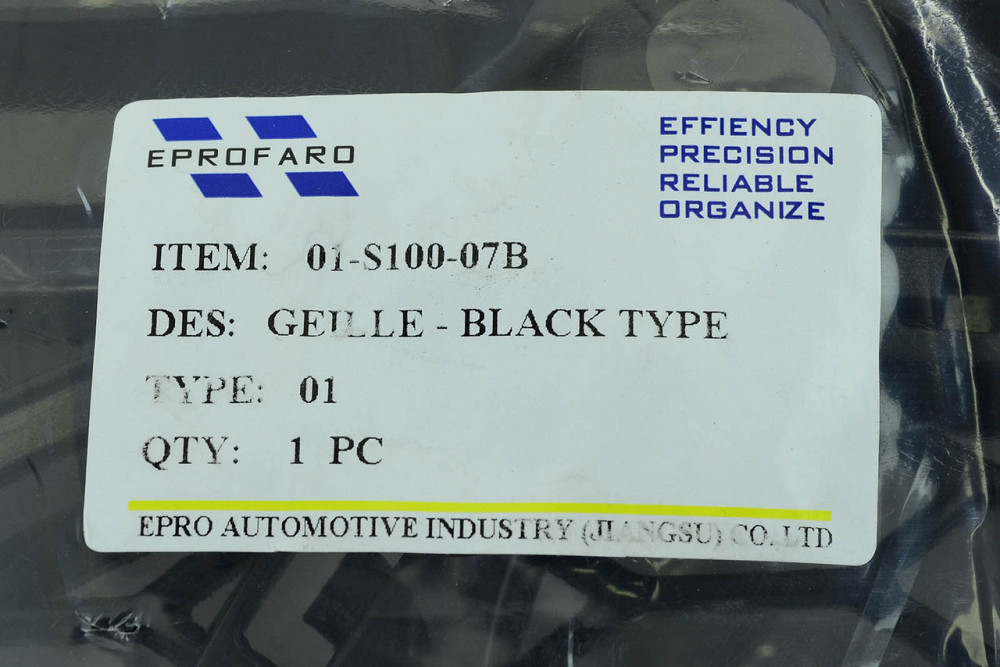 EPROFARO
EFFIENCY
PRECISION
RELIABLE
ORGANIZE
ITEM: 01-S100-07B
DES: GEILLE - BLACK TYPE
TYPE: 01
QTY: 1 PC
EPRO AUTOMOTIVE INDUSTRY (JIANGSU) CO. LTD